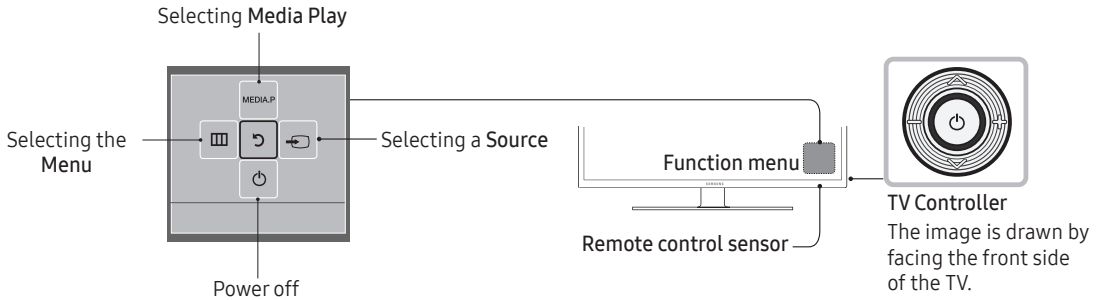 Selecting Media Play
MEDIA.P
Selecting the
Menu
Selecting a Source
Power off
Function menu
SAMSUNG
Remote control sensor
TV Controller
The image is drawn by
facing the front side
of the TV.